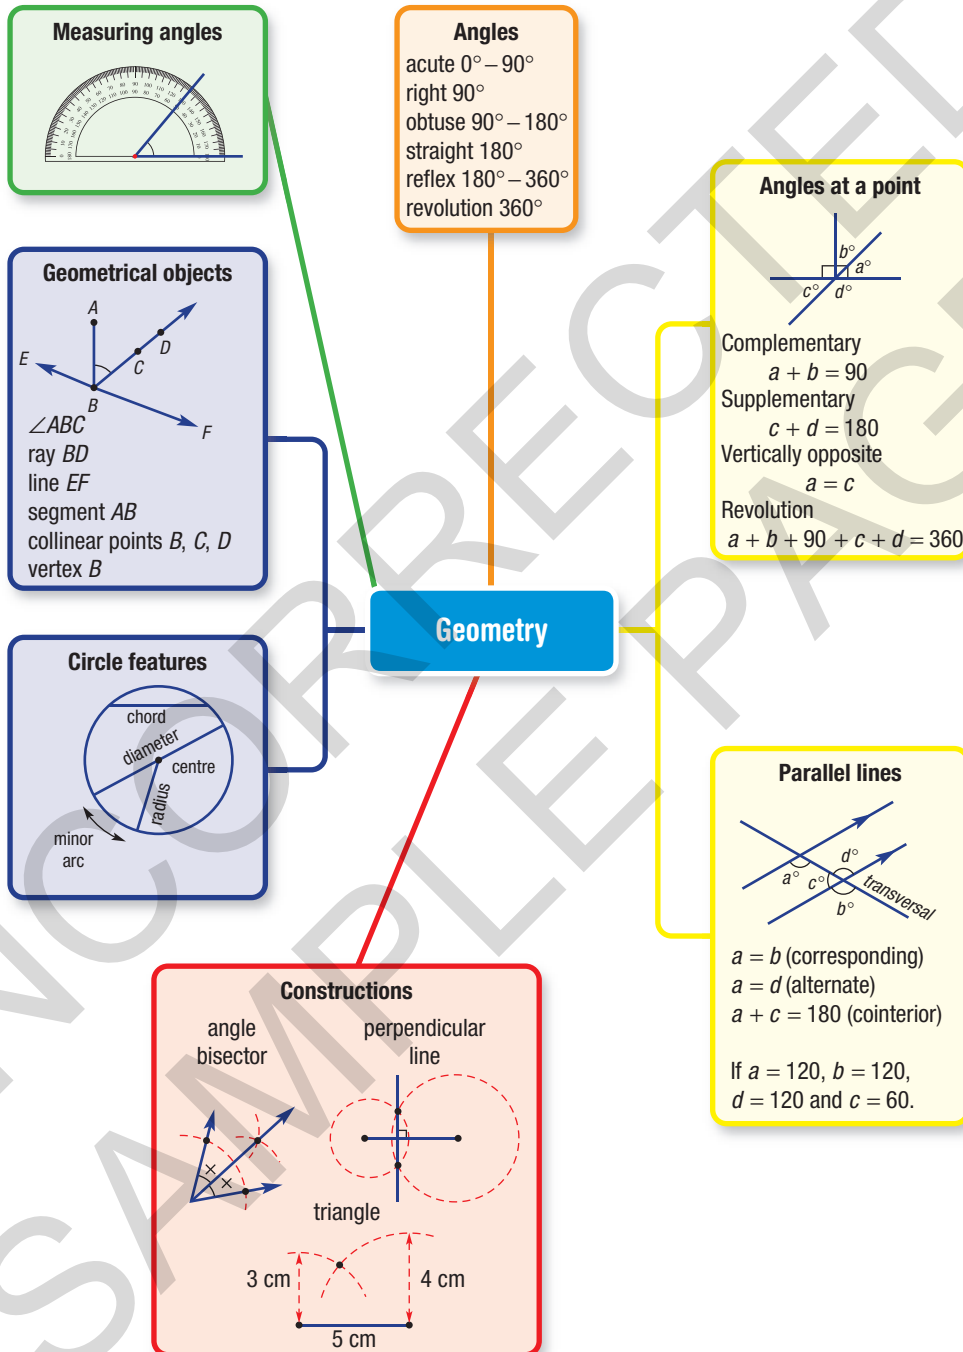 Measuring angles
Angles
acute 0°–90°
right 90°
obtuse 90°–180°
straight 180°
reflex 180°–360°
revolution 360°
Angles at a point
b°
a°
c° d°
Complementary
a + b = 90
Supplementary
c + d = 180
Vertically opposite
a = c
Revolution
a + b + 90 + c + d = 360
Geometrical objects
A
D
E
C
B
F
∠ABC
ray BD
line EF
segment AB
collinear points B, C, D
vertex B
Geometry
Circle features
chord
diameter
centre
radius
minor
arc
Parallel lines
d°
a° c°
transversal
b°
a = b (corresponding)
a = d (alternate)
a + c = 180 (cointerior)
If a = 120, b = 120,
d = 120 and c = 60.
Constructions
angle
bisector
perpendicular
line
triangle
3 cm
4 cm
5 cm
UNCORRECTED
SAMPLE PAGE